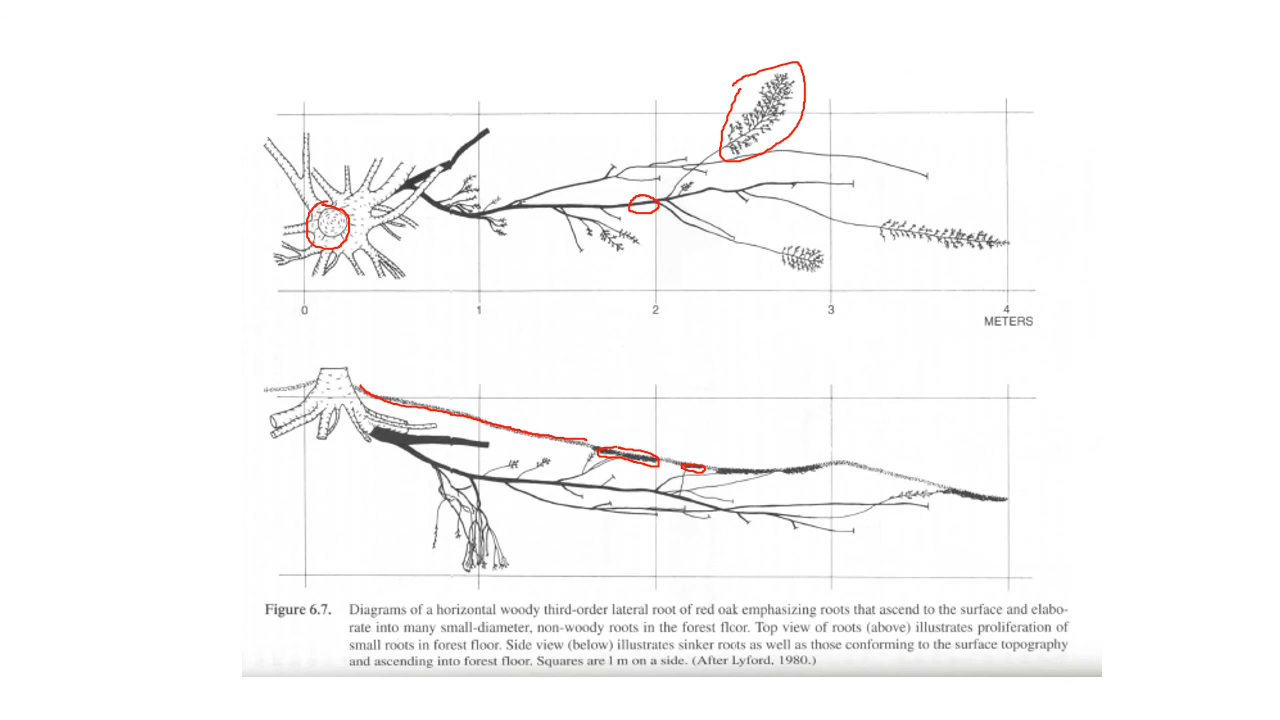 0 1 2 3 4
METERS
Figure 6.7. Diagrams of a horizontal woody third-order lateral root of red oak emphasizing roots that ascend to the surface and elabo-
rate into many small-diameter, non-woody roots in the forest floor. Top view of roots (above) illustrates proliferation of
small roots in forest floor. Side view (below) illustrates sinker roots as well as those conforming to the surface topography
and ascending into forest floor. Squares are 1 m on a side. (After Lyford, 1980.)